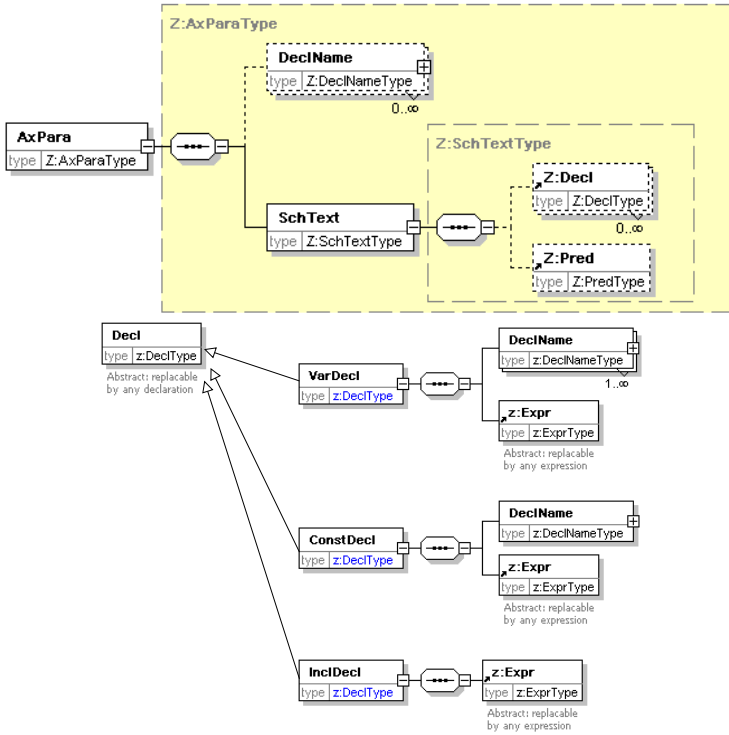 Z:AxParaType
DeclName
type Z:DeclNameType
0..∞
AxPara
type Z:AxParaType
Z:SchTextType
Z:Decl
type Z:DeclType
0..∞
SchText
type Z:SchTextType
Z:Pred
type Z:PredType
Decl
type z:DeclType
Abstract: replacable
by any declaration
VarDecl
type z:DeclType
DeclName
type z:DeclNameType
1..∞
z:Expr
type z:ExprType
Abstract: replacable
by any expression
ConstDecl
type z:DeclType
DeclName
type z:DeclNameType
z:Expr
type z:ExprType
Abstract: replacable
by any expression
InclDecl
type z:DeclType
z:Expr
type z:ExprType
Abstract: replacable
by any expression